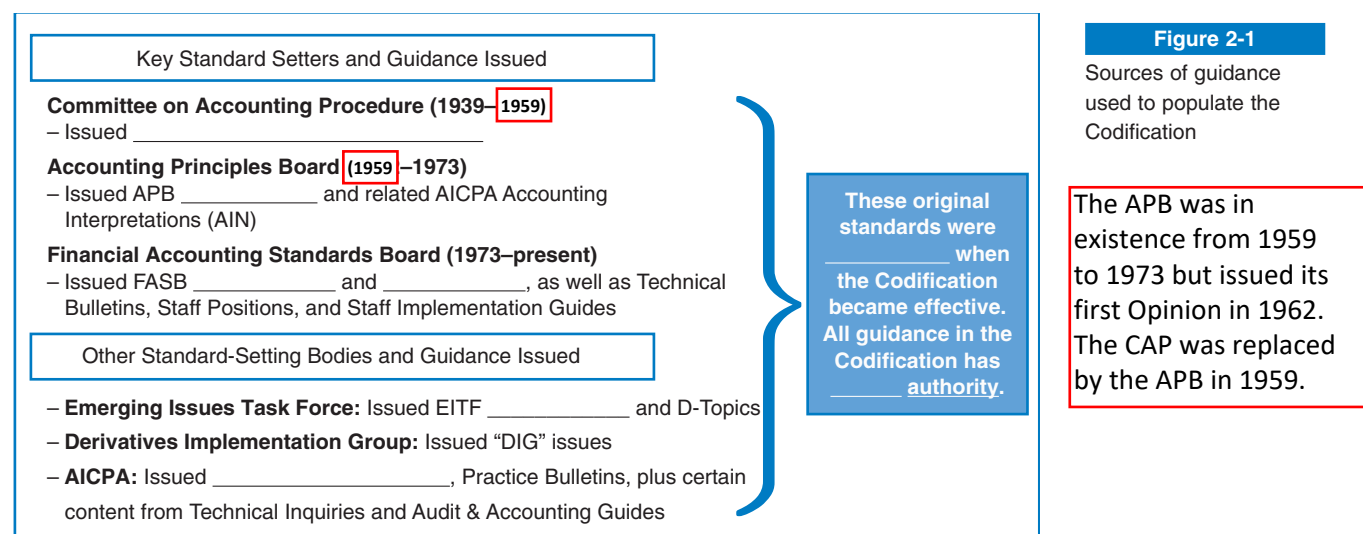 Key Standard Setters and Guidance Issued
Committee on Accounting Procedure (1939–1959)
– Issued ______________________________
Accounting Principles Board (1959–1973)
– Issued APB ____________ and related AICPA Accounting
Interpretations (AIN)
Financial Accounting Standards Board (1973–present)
– Issued FASB ____________ and ____________, as well as Technical
Bulletins, Staff Positions, and Staff Implementation Guides
Other Standard-Setting Bodies and Guidance Issued
– Emerging Issues Task Force: Issued EITF ____________ and D-Topics
– Derivatives Implementation Group: Issued “DIG” issues
– AICPA: Issued ____________________, Practice Bulletins, plus certain
content from Technical Inquiries and Audit & Accounting Guides
These original
standards were
___________ when
the Codification
became effective.
All guidance in the
Codification has
______ authority.
Figure 2-1
Sources of guidance
used to populate the
Codification
The APB was in
existence from 1959
to 1973 but issued its
first Opinion in 1962.
The CAP was replaced
by the APB in 1959.